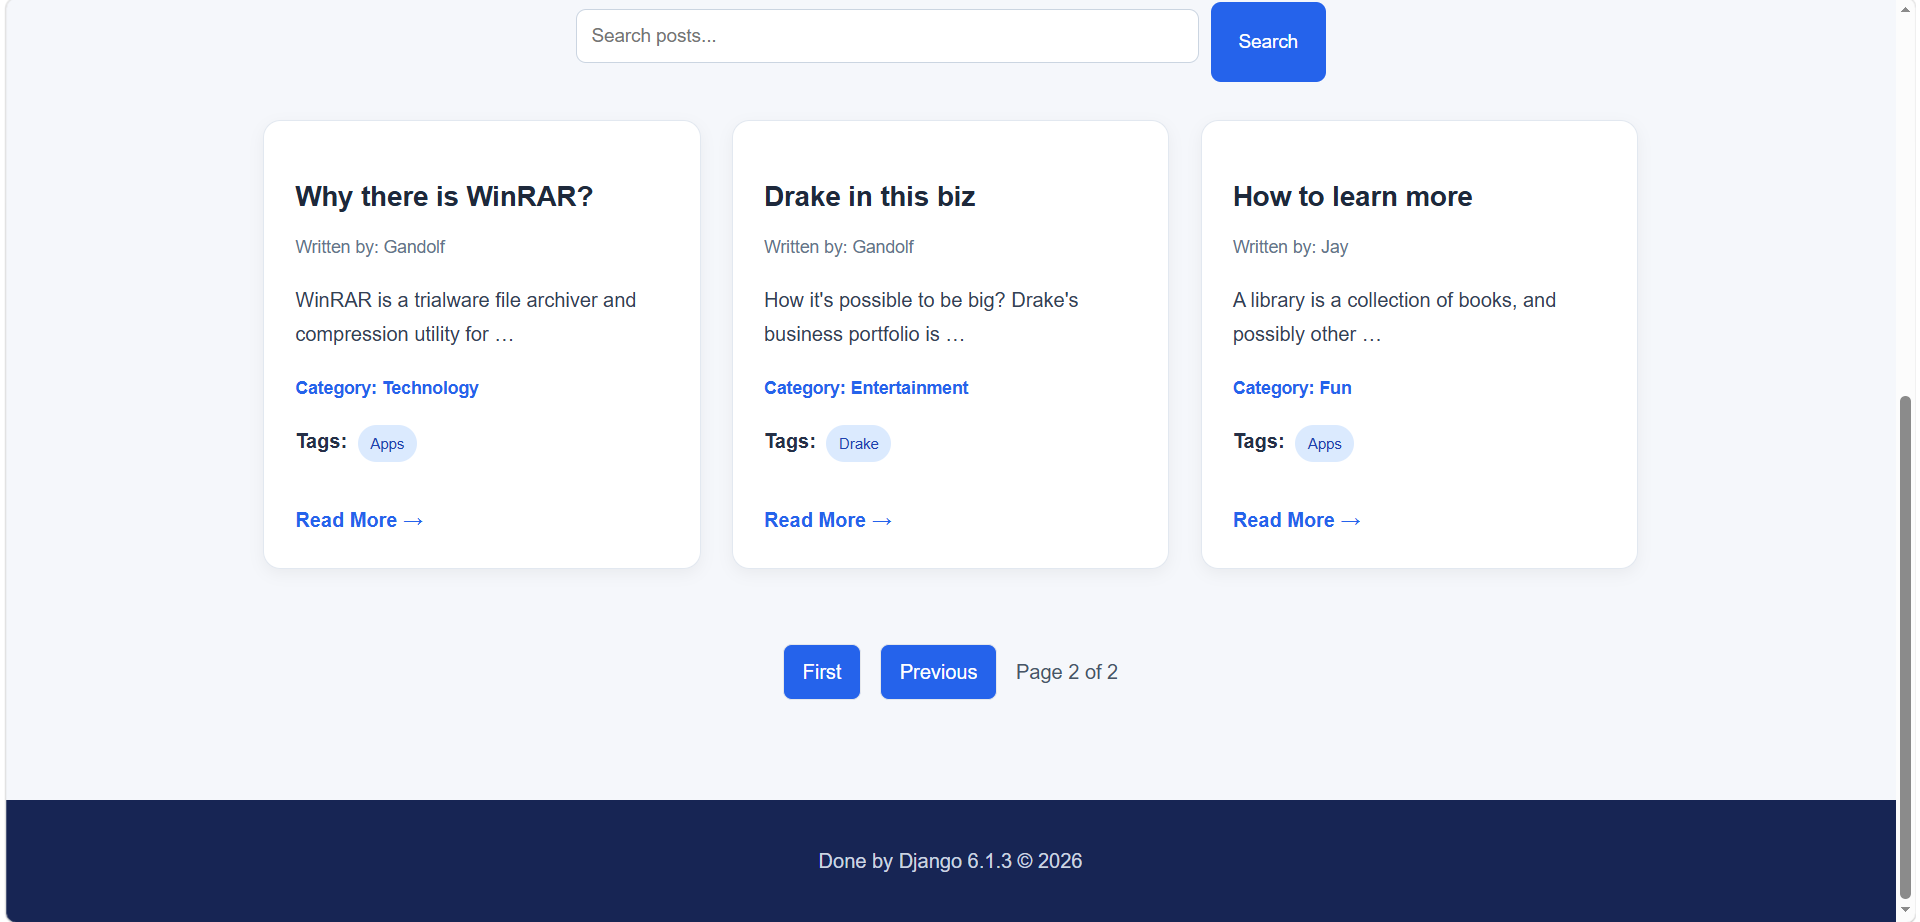 Search posts...
Search
Why there is WinRAR?
Written by: Gandolf
WinRAR is a trialware file archiver and
compression utility for …
Category: Technology
Tags: Apps
Read More →
Drake in this biz
Written by: Gandolf
How it's possible to be big? Drake's
business portfolio is …
Category: Entertainment
Tags: Drake
Read More →
How to learn more
Written by: Jay
A library is a collection of books, and
possibly other …
Category: Fun
Tags: Apps
Read More →
First Previous Page 2 of 2
Done by Django 6.1.3 © 2026